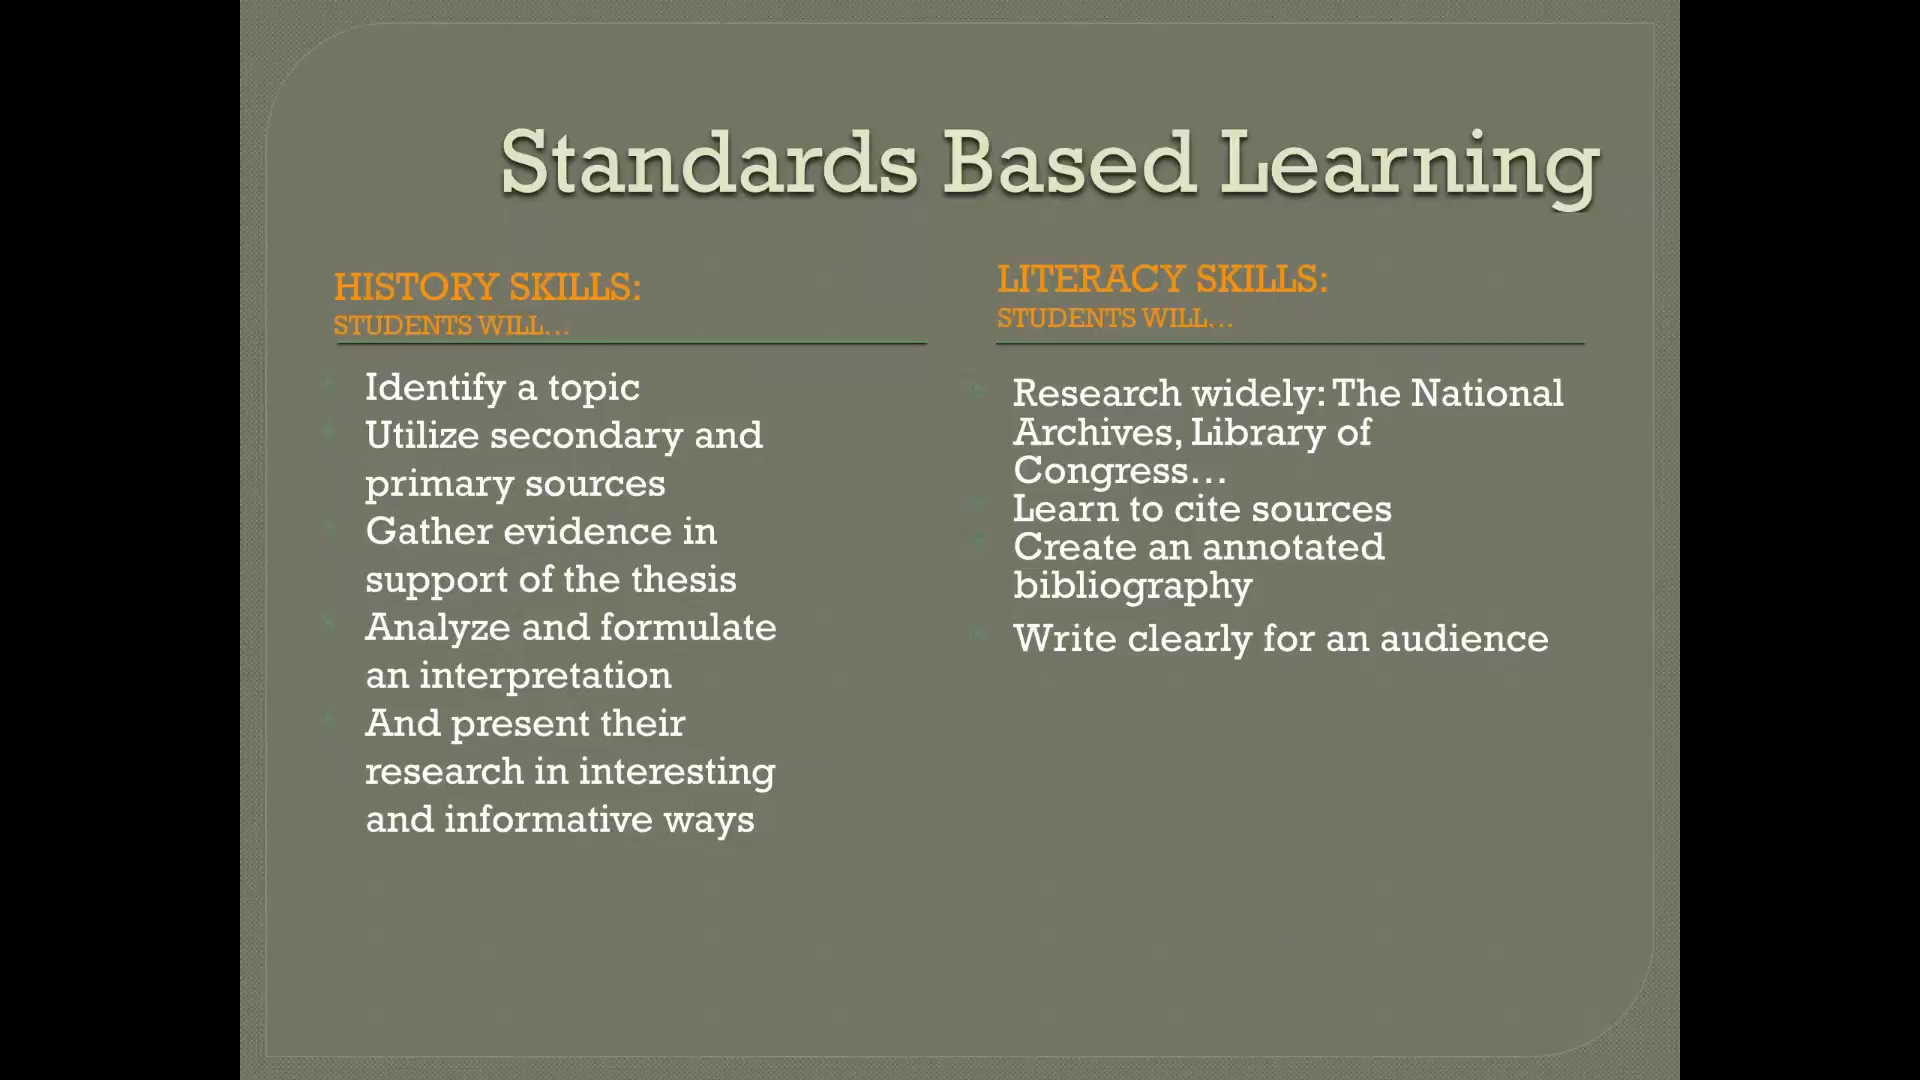 Standards Based Learning
HISTORY SKILLS:
STUDENTS WILL…
Identify a topic
Utilize secondary and
primary sources
Gather evidence in
support of the thesis
Analyze and formulate
an interpretation
And present their
research in interesting
and informative ways
LITERACY SKILLS:
STUDENTS WILL…
Research widely: The National
Archives, Library of
Congress…
Learn to cite sources
Create an annotated
bibliography
Write clearly for an audience